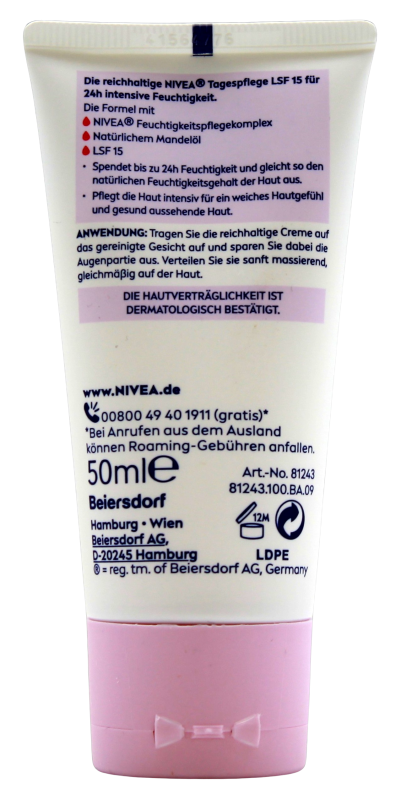 Die reichhaltige NIVEA® Tagespflege LSF 15 für
24h intensive Feuchtigkeit.
Die Formel mit
NIVEA® Feuchtigkeitspflegekomplex
Natürlichem Mandelöl
LSF 15
• Spendet bis zu 24h Feuchtigkeit und gleicht so den
natürlichen Feuchtigkeitsgehalt der Haut aus.
• Pflegt die Haut intensiv für ein weiches Hautgefühl
und gesund aussehende Haut.
ANWENDUNG: Tragen Sie die reichhaltige Creme auf
das gereinigte Gesicht auf und sparen Sie dabei die
Augenpartie aus. Verteilen Sie sie sanft massierend,
gleichmäßig auf der Haut.
DIE HAUTVERTRÄGLICHKEIT IST
DERMATOLOGISCH BESTÄTIGT.
www.NIVEA.de
00800 49 40 1911 (gratis)*
*Bei Anrufen aus dem Ausland
können Roaming-Gebühren anfallen.
50ml℮
Art.-No. 81243
81243.100.BA.09
Beiersdorf
Hamburg • Wien
Beiersdorf AG,
D-20245 Hamburg
12M
LDPE
® = reg. tm. of Beiersdorf AG, Germany